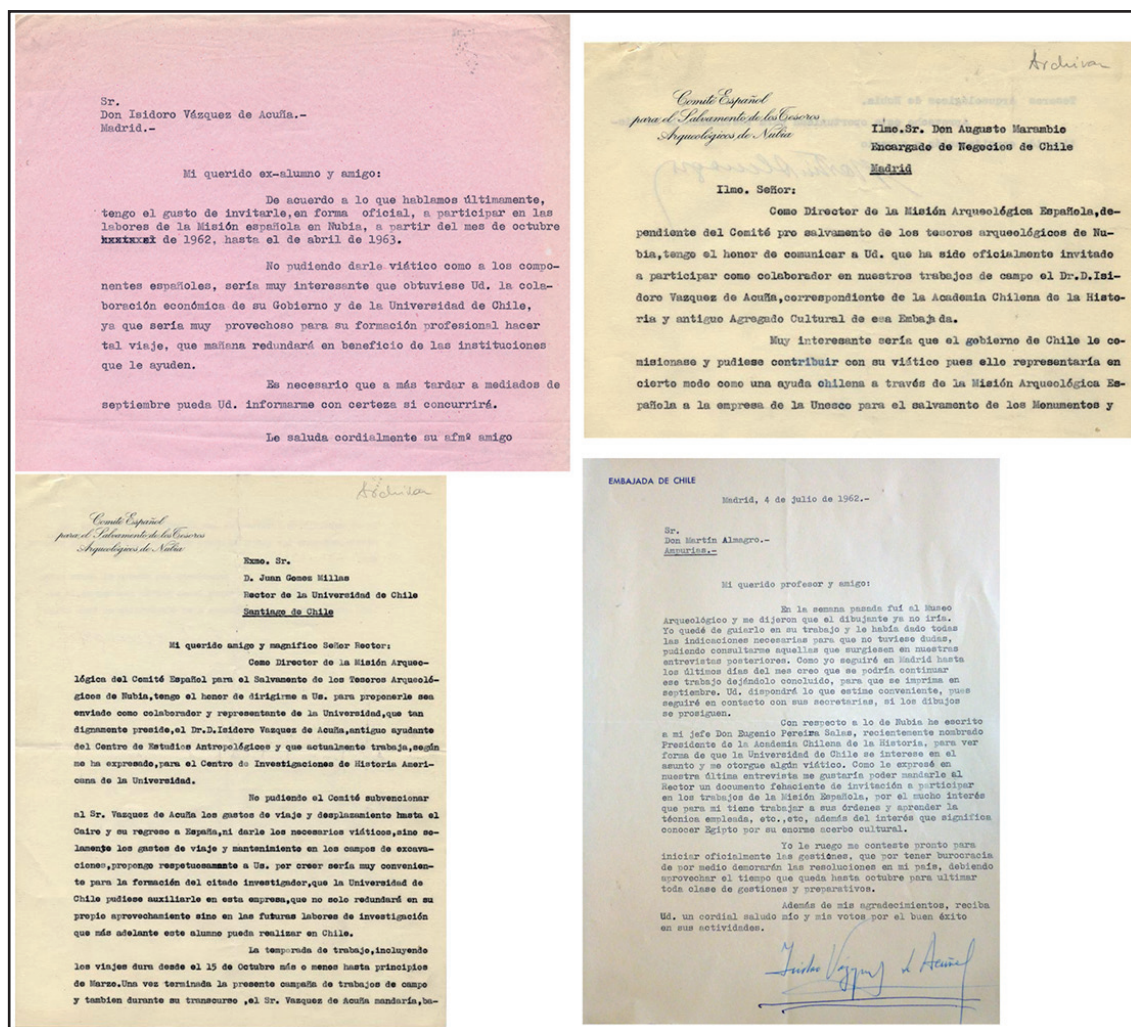 Sr.
Don Isidoro Vázquez de Acuña.-
Madrid.-
Mi querido ex-alumno y amigo:
De acuerdo a lo que hablamos últimamente,
tengo el gusto de invitarle,en forma oficial, a participar en las
labores de la Misión española en Nubia, a partir del mes de octubre
de 1962, hasta el de abril de 1963.
No pudiendo darle viático como a los compo-
nentes españoles, sería muy interesante que obtuviese Ud. la cola-
boración económica de su Gobierno y de la Universidad de Chile,
ya que sería muy provechoso para su formación profesional hacer
tal viaje, que mañana redundará en beneficio de las instituciones
que le ayuden.
Es necesario que a más tardar a mediados de
septiembre pueda Ud. informarme con certeza si concurrirá.
Le saluda cordialmente su afmº amigo
Archivar
Comité Español
para el Salvamento de los Tesoros
Arqueológicos de Nubia
Ilmo.Sr. Don Augusto Marambio
Encargado de Negocios de Chile
Madrid
Ilmo. Señor:
Como Director de la Misión Arqueológica Española,de-
pendiente del Comité pro salvamento de los tesoros arqueológicos de Nu-
bia,tengo el honor de comunicar a Ud. que ha sido oficialmente invitado
a participar como colaborador en nuestros trabajos de campo el Dr.D.Isi-
doro Vazquez de Acuña,correspondiente de la Academia Chilena de la Histo-
ria y antiguo Agregado Cultural de esa Embajada.
Muy interesante sería que el gobierno de Chile le co-
misionase y pudiese contribuir con su viático pues ello representaría en
cierto modo como una ayuda chilena a través de la Misión Arqueológica Es-
pañola a la empresa de la Unesco para el salvamento de los Monumentos y
Archivar
Comité Español
para el Salvamento de los Tesoros
Arqueológicos de Nubia
Exmo. Sr.
D. Juan Gomez Millas
Rector de la Universidad de Chile
Santiago de Chile
Mi querido amigo y magnífico Señor Rector:
Como Director de la Misión Arqueo-
lógica del Comité Español para el Salvamento de los Tesoros Arqueoló-
gicos de Nubia,tengo el honor de dirigirme a Us. para proponerle sea
enviado como colaborador y representante de la Universidad,que tan
dignamente preside,el Dr.D.Isidoro Vazquez de Acuña,antiguo ayudante
del Centro de Estudios Antropológicos y que actualmente trabaja,según
me ha expresado,para el Centro de Investigaciones de Historia Ameri-
cana de la Universidad.
No pudiendo el Comité subvencionar
al Sr. Vazquez de Acuña los gastos de viaje y desplazamiento hasta el
Cairo y su regreso a España,ni darle los necesarios viáticos,sino so-
lamente los gastos de viaje y mantenimiento en los campos de excava-
ciones,propongo respetuosamante a Us. por creer sería muy convenien-
te para la formación del citado investigador,que la Universidad de
Chile pudiese auxiliarle en esta empresa,que no solo redundará en su
propio aprovechamiento sino en las futuras labores de investigación
que más adelante este alumno pueda realizar en Chile.
La temporada de trabajo,incluyendo
los viajes dura desde el 15 de Octubre más o menos hasta principios
de Marzo.Una vez terminada la presente campaña de trabajos de campo
y tambien durante su transcurso ,el Sr. Vazquez de Acuña mandaría,ba-
EMBAJADA DE CHILE
Madrid, 4 de julio de 1962.-
Sr.
Don Martín Almagro.-
Ampurias.-
Mi querido profesor y amigo:
En la semana pasada fui al Museo
Arqueológico y me dijeron que el dibujante ya no iría.
Yo quedé de guiarlo en su trabajo y le había dado todas
las indicaciones necesarias para que no tuviese dudas,
pudiendo consultarme aquellas que surgiesen en nuestras
entrevistas posteriores. Como yo seguiré en Madrid hasta
los últimos días del mes creo que se podría continuar
ese trabajo dejándolo concluido, para que se imprima en
septiembre. Ud. dispondrá lo que estime conveniente, pues
seguiré en contacto con sus secretarias, si los dibujos
se prosiguen.
Con respecto a lo de Nubia he escrito
a mi jefe Don Eugenio Pereira Salas, recientemente nombrado
Presidente de la Academia Chilena de la Historia, para ver
forma de que la Universidad de Chile se interese en el
asunto y me otorgue algún viático. Como le expresé en
nuestra última entrevista me gustaría poder mandarle al
Rector un documento fehaciente de invitación a participar
en los trabajos de la Misión Española, por el mucho interés
que para mi tiene trabajar a sus órdenes y aprender la
técnica empleada, etc.,etc, además del interés que significa
conocer Egipto por su enorme acerbo cultural.
Yo le ruego me conteste pronto para
iniciar oficialmente las gestiones, que por tener burocracia
de por medio demorarán las resoluciones en mi país, debiendo
aprovechar el tiempo que queda hasta octubre para ultimar
toda clase de gestiones y preparativos.
Además de mis agradecimientos, reciba
Ud. un cordial saludo mío y mis votos por el buen éxito
en sus actividades.
Isidoro Vázquez de Acuña